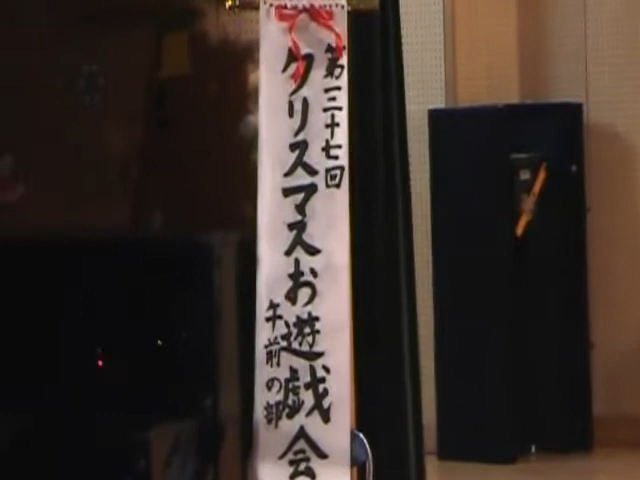 第三十七回
クリスマスお遊戯会
午前の部